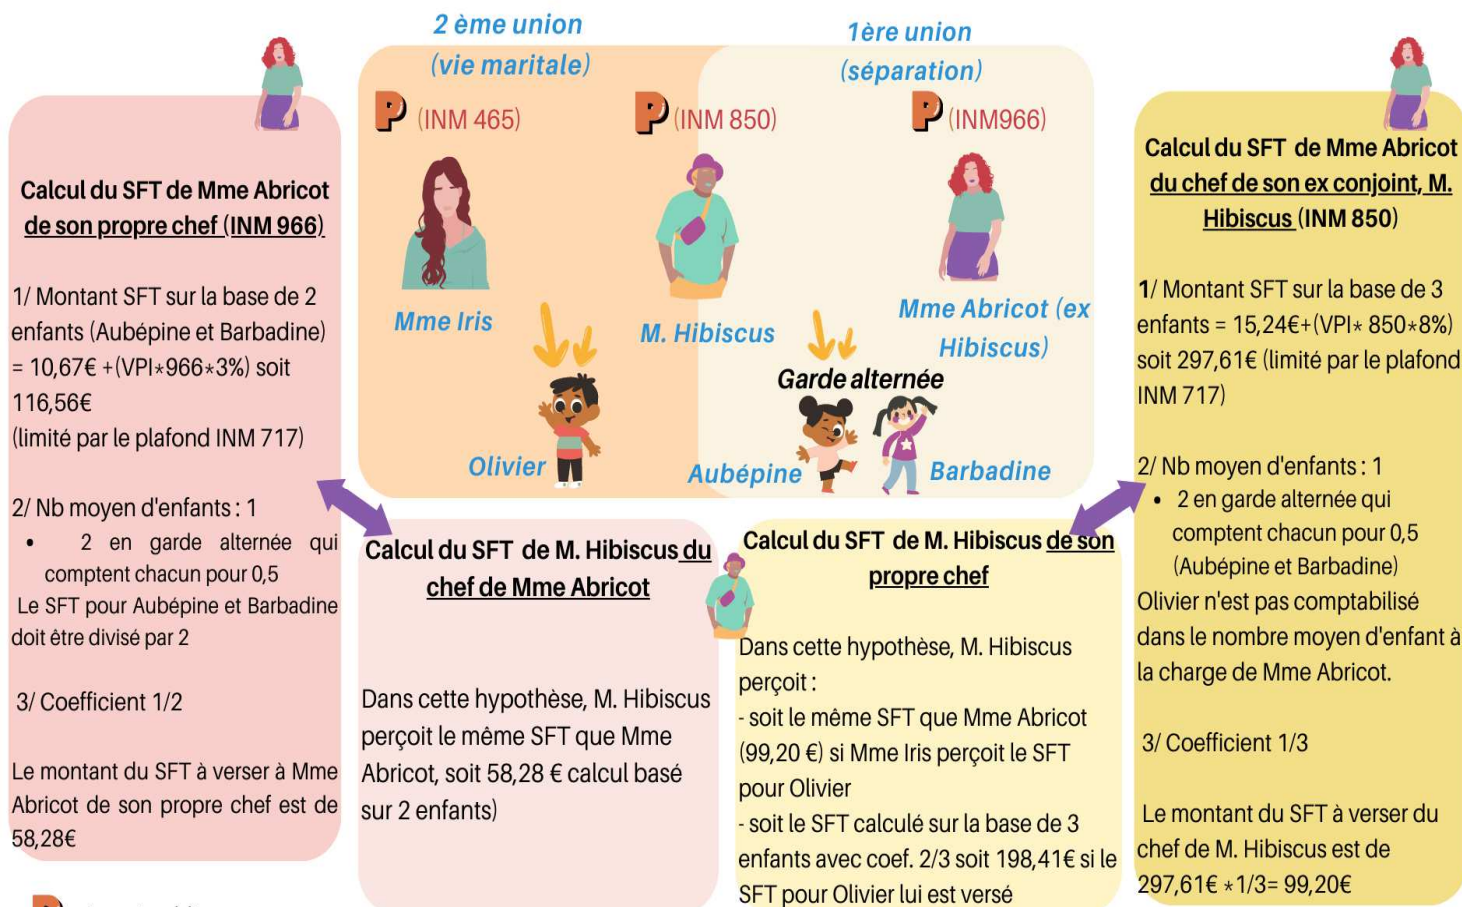 2 ème union
(vie maritale)
1ère union
(séparation)
P (INM 465)
P (INM 850)
P (INM966)
Mme Iris
M. Hibiscus
Mme Abricot (ex
Hibiscus)
Garde alternée
Olivier
Aubépine
Barbadine
Calcul du SFT de Mme Abricot
de son propre chef (INM 966)
1/ Montant SFT sur la base de 2
enfants (Aubépine et Barbadine)
= 10,67€ +(VPI*966*3%) soit
116,56€
(limité par le plafond INM 717)
2/ Nb moyen d'enfants : 1
• 2 en garde alternée qui
comptent chacun pour 0,5
Le SFT pour Aubépine et Barbadine
doit être divisé par 2
3/ Coefficient 1/2
Le montant du SFT à verser à Mme
Abricot de son propre chef est de
58,28€
Calcul du SFT de M. Hibiscus du
chef de Mme Abricot
Dans cette hypothèse, M. Hibiscus
perçoit le même SFT que Mme
Abricot, soit 58,28 € calcul basé
sur 2 enfants)
Calcul du SFT de M. Hibiscus de son
propre chef
Dans cette hypothèse, M. Hibiscus
perçoit :
- soit le même SFT que Mme Abricot
(99,20 €) si Mme Iris perçoit le SFT
pour Olivier
- soit le SFT calculé sur la base de 3
enfants avec coef. 2/3 soit 198,41€ si le
SFT pour Olivier lui est versé
Calcul du SFT de Mme Abricot
du chef de son ex conjoint, M.
Hibiscus (INM 850)
1/ Montant SFT sur la base de 3
enfants = 15,24€+(VPI* 850*8%)
soit 297,61€ (limité par le plafond
INM 717)
2/ Nb moyen d'enfants : 1
• 2 en garde alternée qui
comptent chacun pour 0,5
(Aubépine et Barbadine)
Olivier n'est pas comptabilisé
dans le nombre moyen d'enfant à
la charge de Mme Abricot.
3/ Coefficient 1/3
Le montant du SFT à verser du
chef de M. Hibiscus est de
297,61€ *1/3= 99,20€
P